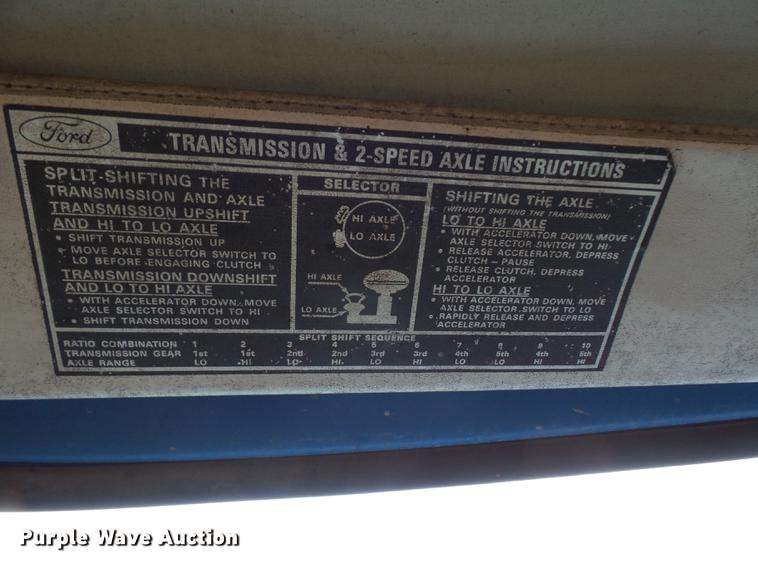 Ford
TRANSMISSION & 2-SPEED AXLE INSTRUCTIONS
SPLIT-SHIFTING THE
TRANSMISSION AND AXLE
TRANSMISSION UPSHIFT
AND HI TO LO AXLE
• SHIFT TRANSMISSION UP
• MOVE AXLE SELECTOR SWITCH TO
LO BEFORE ENGAGING CLUTCH
TRANSMISSION DOWNSHIFT
AND LO TO HI AXLE
• WITH ACCELERATOR DOWN, MOVE
AXLE SELECTOR SWITCH TO HI
• SHIFT TRANSMISSION DOWN
SELECTOR
HI AXLE
LO AXLE
HI AXLE
LO AXLE
SHIFTING THE AXLE
(WITHOUT SHIFTING THE TRANSMISSION)
LO TO HI AXLE
• WITH ACCELERATOR DOWN, MOVE
AXLE SELECTOR SWITCH TO HI
• RELEASE ACCELERATOR, DEPRESS
CLUTCH - PAUSE
• RELEASE CLUTCH, DEPRESS
ACCELERATOR
HI TO LO AXLE
• WITH ACCELERATOR DOWN, MOVE
AXLE SELECTOR SWITCH TO LO
• RAPIDLY RELEASE AND DEPRESS
ACCELERATOR
SPLIT SHIFT SEQUENCE
RATIO COMBINATION 1 2 3 4 5 6 7 8 9 10
TRANSMISSION GEAR 1st 1st 2nd 2nd 3rd 3rd 4th 5th 4th 5th
AXLE RANGE LO HI LO HI LO HI LO LO HI HI
Purple Wave Auction